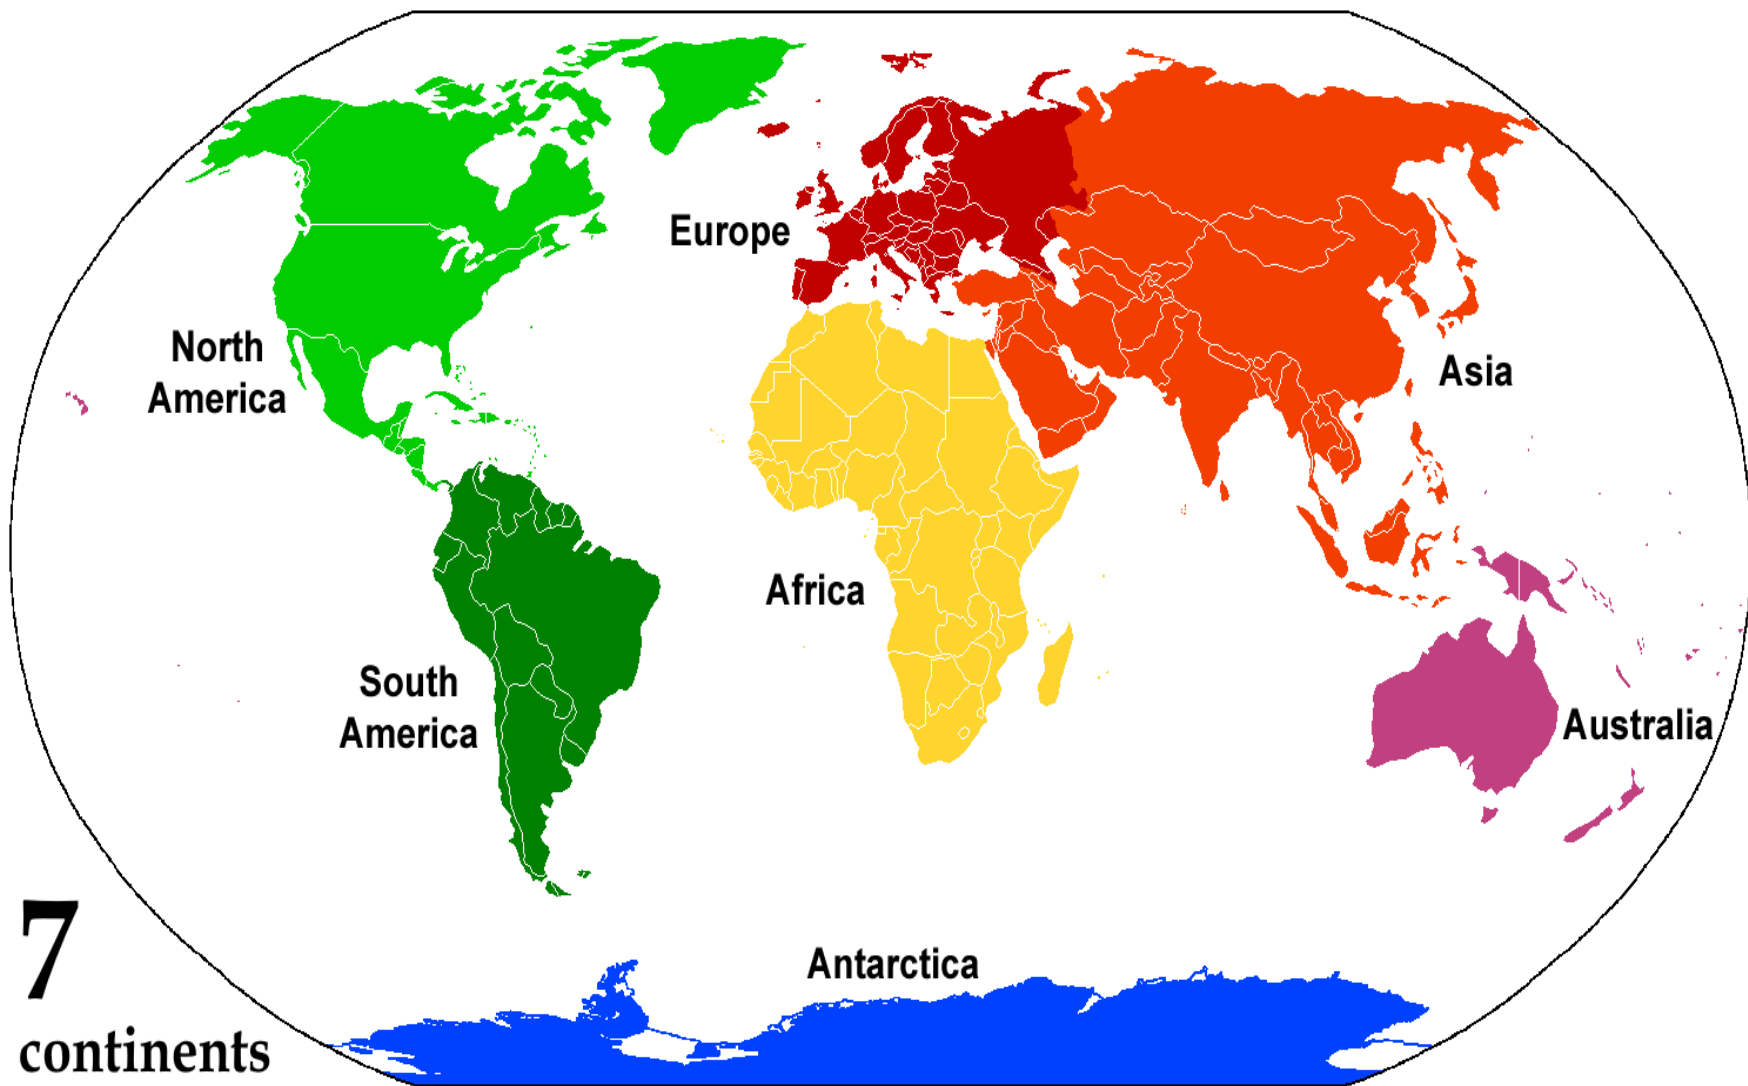 Europe
North
America
Asia
Africa
South
America
Australia
7
continents
Antarctica